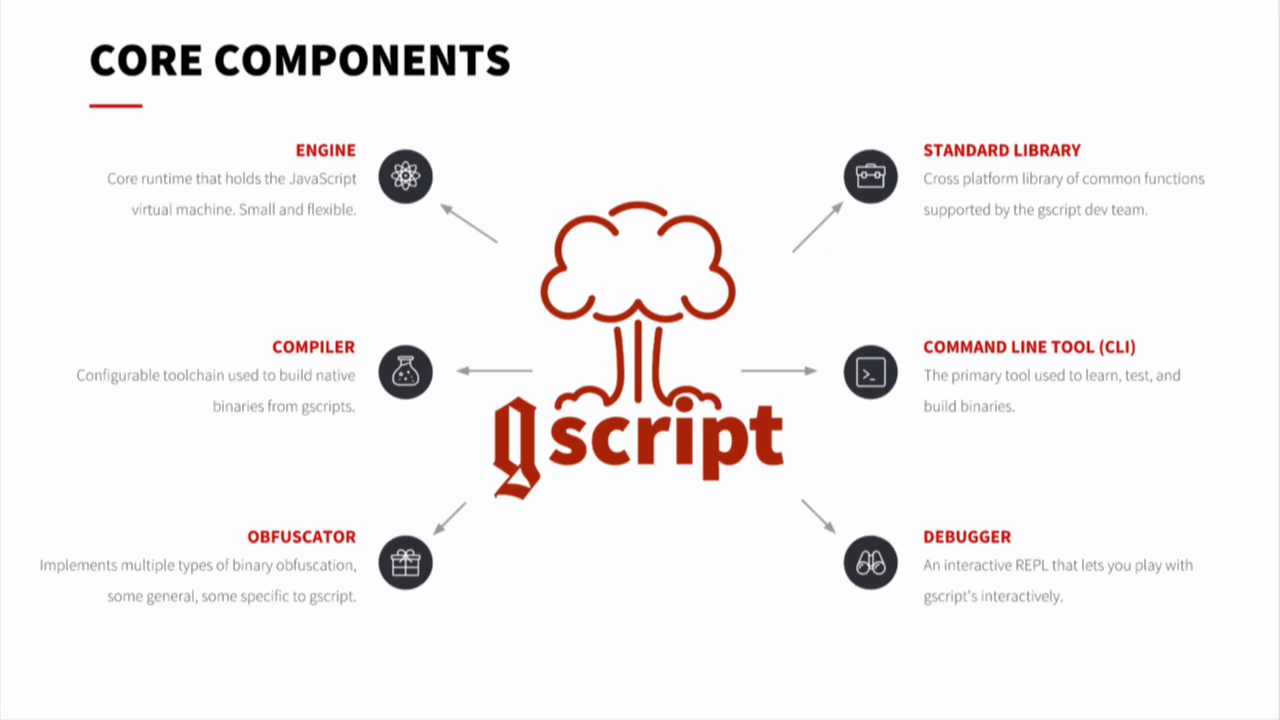 CORE COMPONENTS
ENGINE
Core runtime that holds the JavaScript
virtual machine. Small and flexible.
COMPILER
Configurable toolchain used to build native
binaries from gscripts.
OBFUSCATOR
Implements multiple types of binary obfuscation,
some general, some specific to gscript.
gscript
STANDARD LIBRARY
Cross platform library of common functions
supported by the gscript dev team.
COMMAND LINE TOOL (CLI)
The primary tool used to learn, test, and
build binaries.
DEBUGGER
An interactive REPL that lets you play with
gscript's interactively.